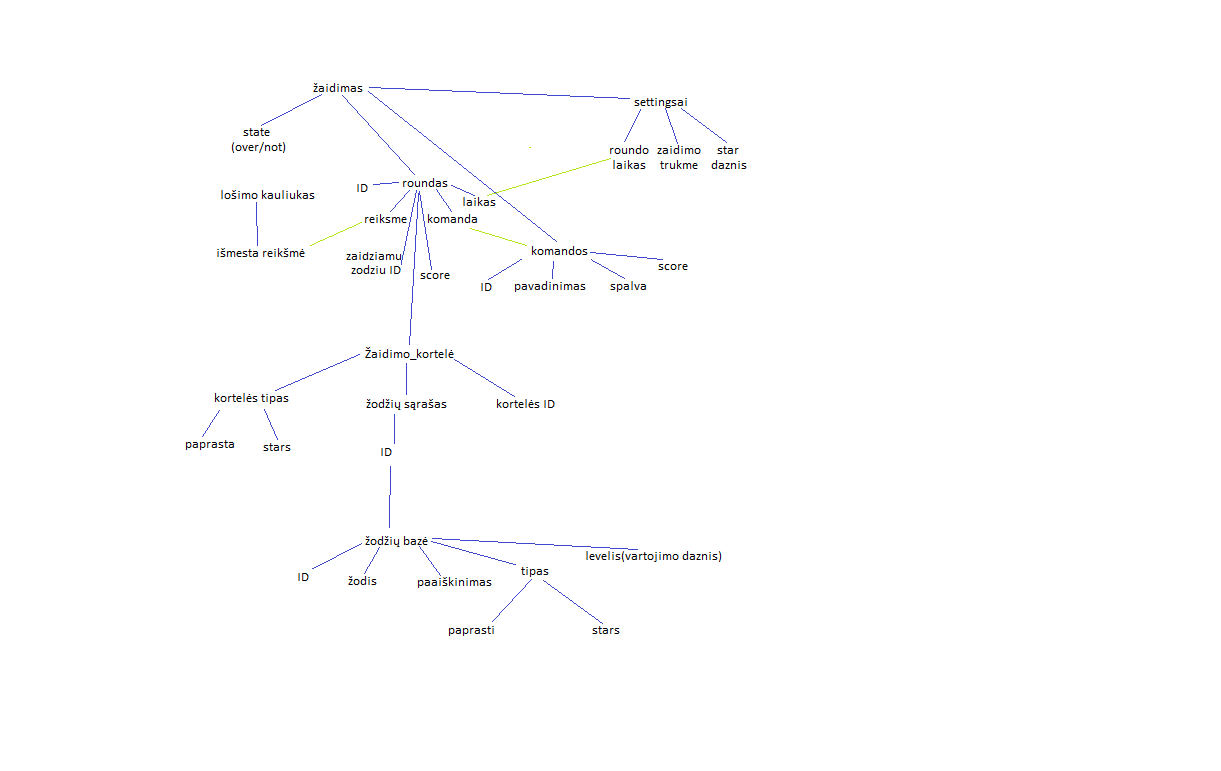 žaidimas
settingsai
state
(over/not)
roundo
laikas
zaidimo
trukme
star
daznis
lošimo kauliukas
ID
roundas
laikas
reiksme
komanda
išmesta reikšmė
zaidziamu
zodziu ID
score
komandos
ID
pavadinimas
spalva
score
Žaidimo_kortelė
kortelės tipas
žodžių sąrašas
kortelės ID
paprasta
stars
ID
žodžių bazė
levelis(vartojimo daznis)
ID
žodis
paaiškinimas
tipas
paprasti
stars